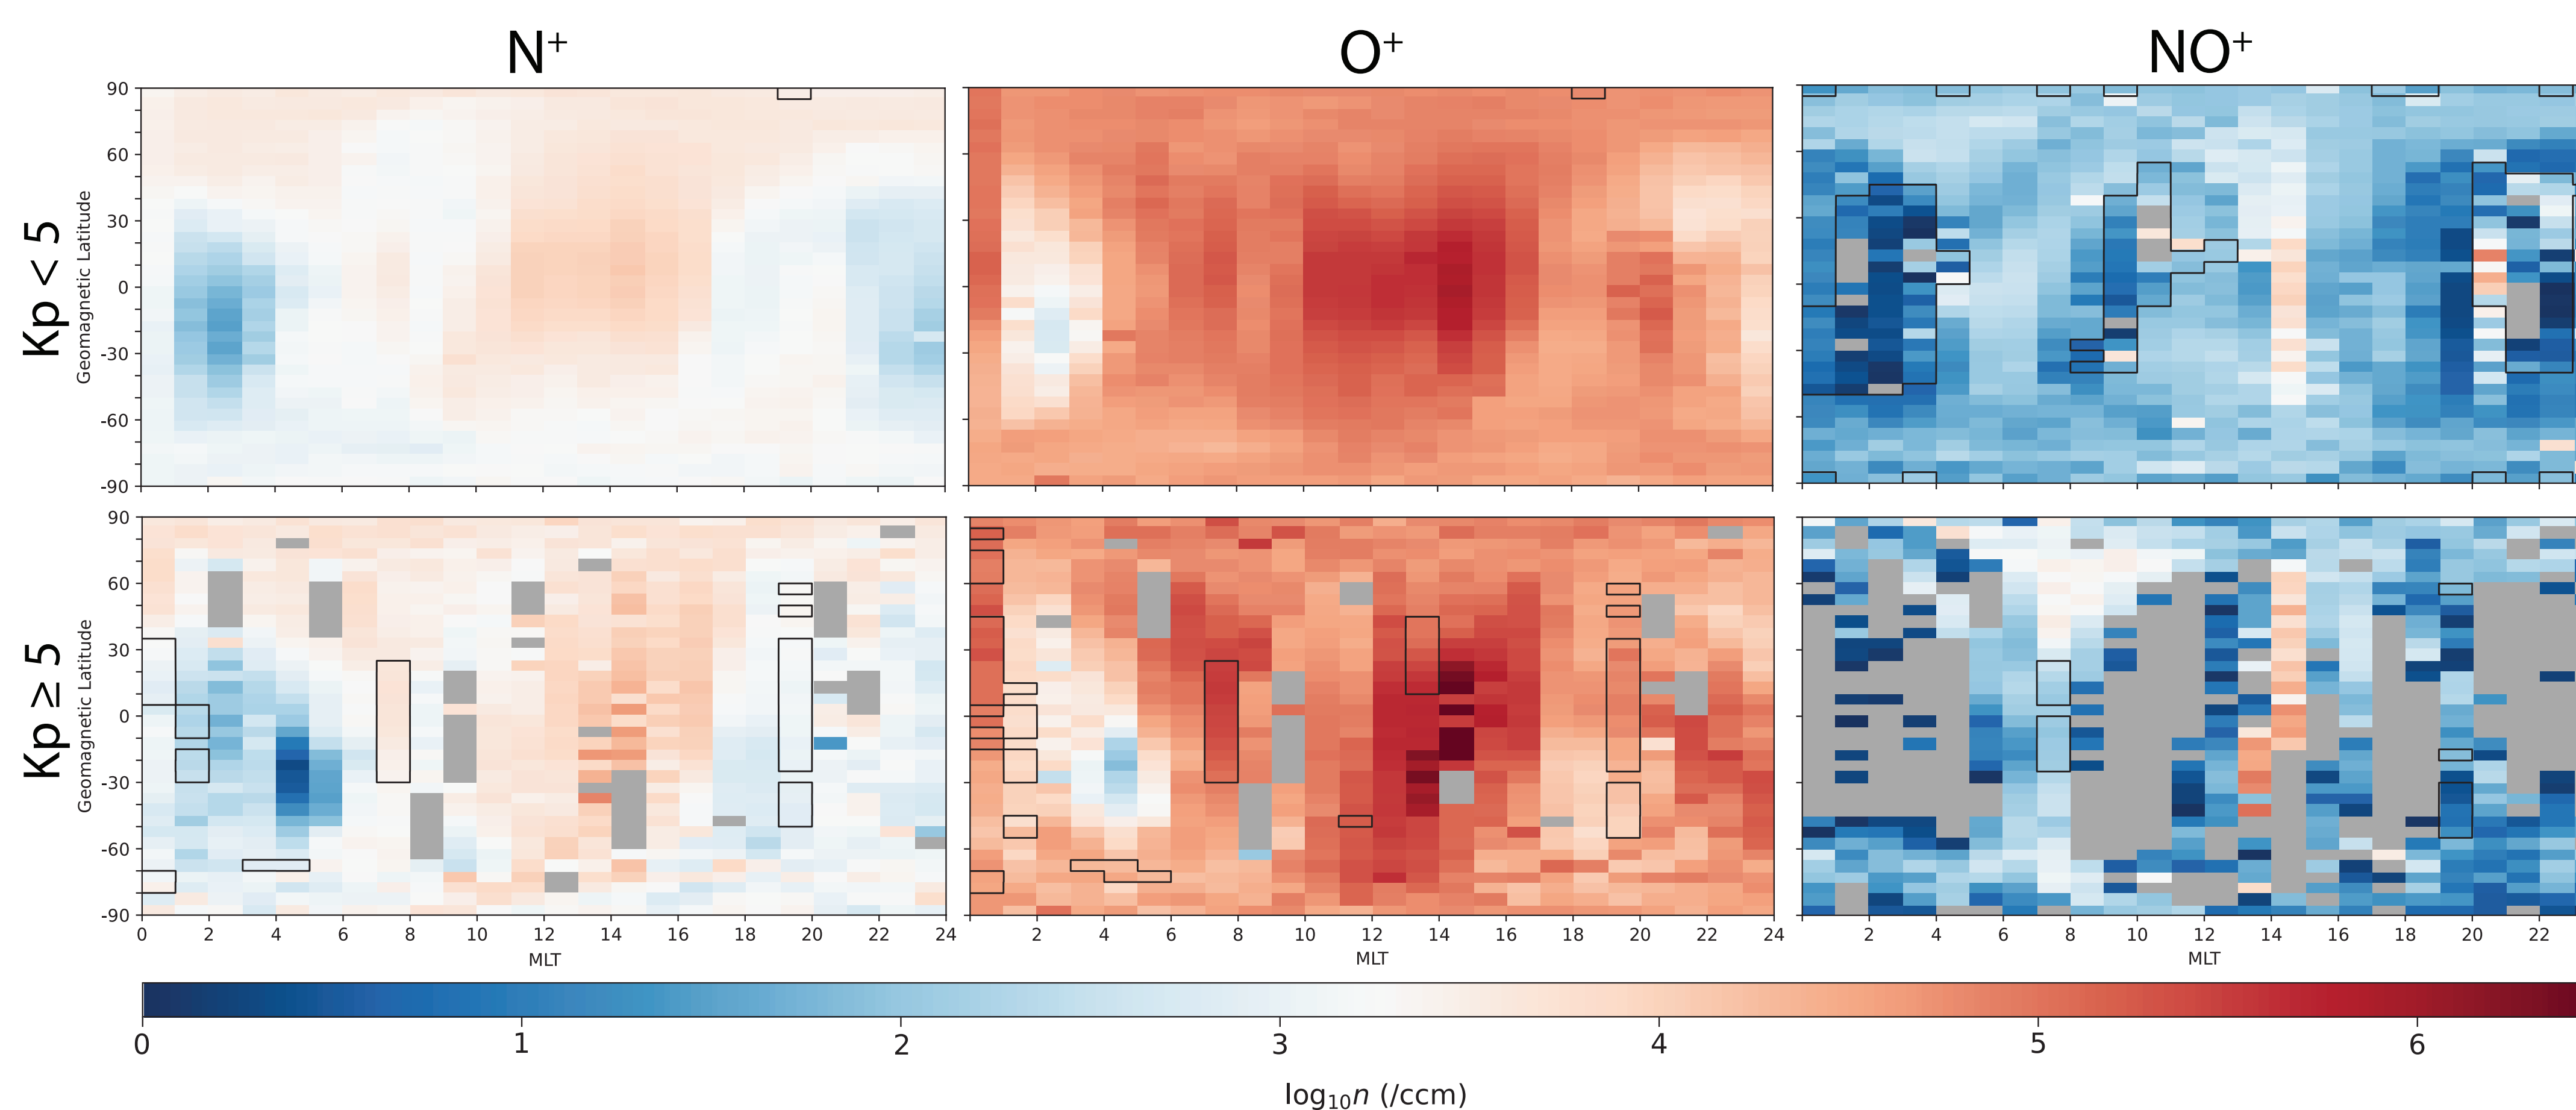 N⁺ O⁺ NO⁺
Kp < 5
Geomagnetic Latitude
90
60
30
0
-30
-60
-90
Kp ≥ 5
Geomagnetic Latitude
90
60
30
0
-30
-60
-90
0 2 4 6 8 10 12 14 16 18 20 22 24
MLT
2 4 6 8 10 12 14 16 18 20 22 24
MLT
2 4 6 8 10 12 14 16 18 20 22
MLT
0 1 2 3 4 5 6
log₁₀n (/ccm)